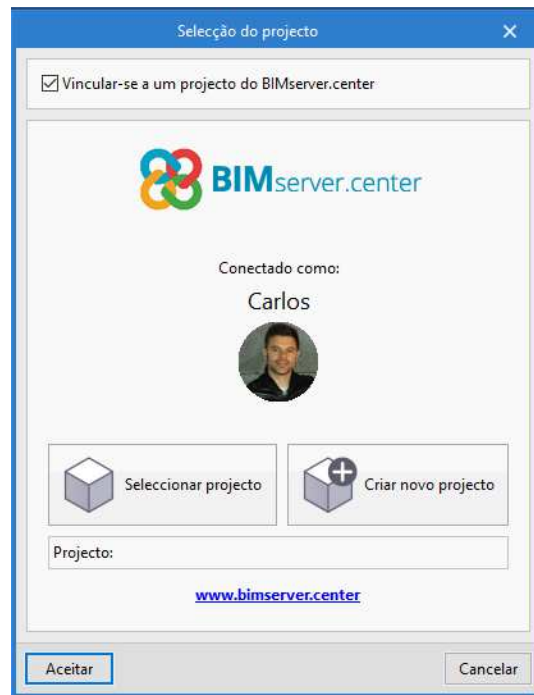 Selecção do projecto
Vincular-se a um projecto do BIMserver.center
BIMserver.center
Conectado como:
Carlos
Seleccionar projecto
Criar novo projecto
Projecto:
www.bimserver.center
Aceitar
Cancelar